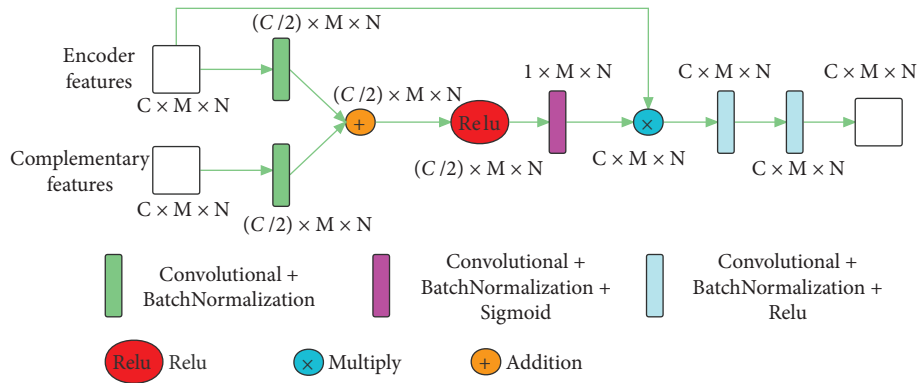 (C/2) × M × N
Encoder
features
C × M × N
(C/2) × M × N
+
Relu
(C/2) × M × N
1 × M × N
×
C × M × N
C × M × N
C × M × N
C × M × N
Complementary
features
C × M × N
(C/2) × M × N
Convolutional +
BatchNormalization
Convolutional +
BatchNormalization +
Sigmoid
Convolutional +
BatchNormalization +
Relu
Relu Relu
× Multiply
+ Addition